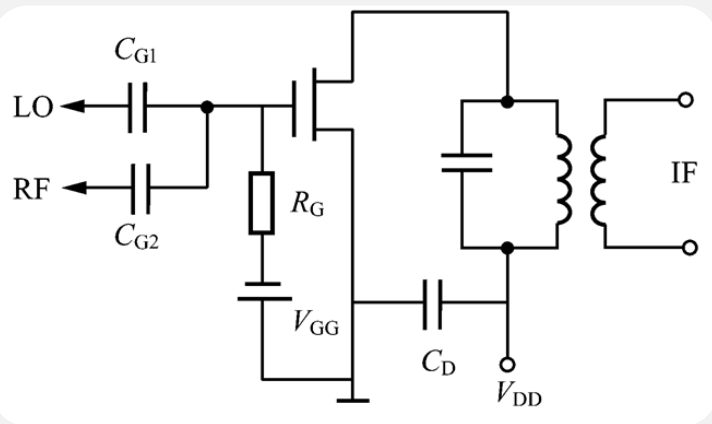 C_G1
LO
RF
C_G2
R_G
V_GG
C_D
V_DD
IF